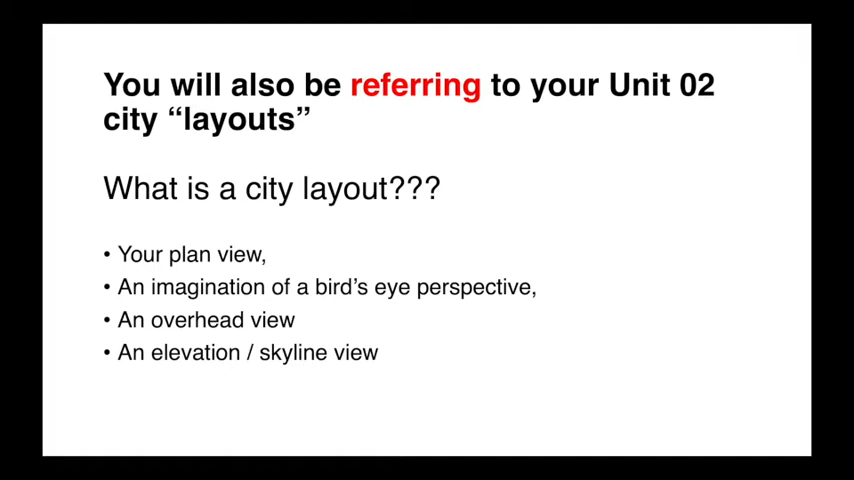 You will also be referring to your Unit 02
city “layouts”
What is a city layout???
• Your plan view,
• An imagination of a bird’s eye perspective,
• An overhead view
• An elevation / skyline view